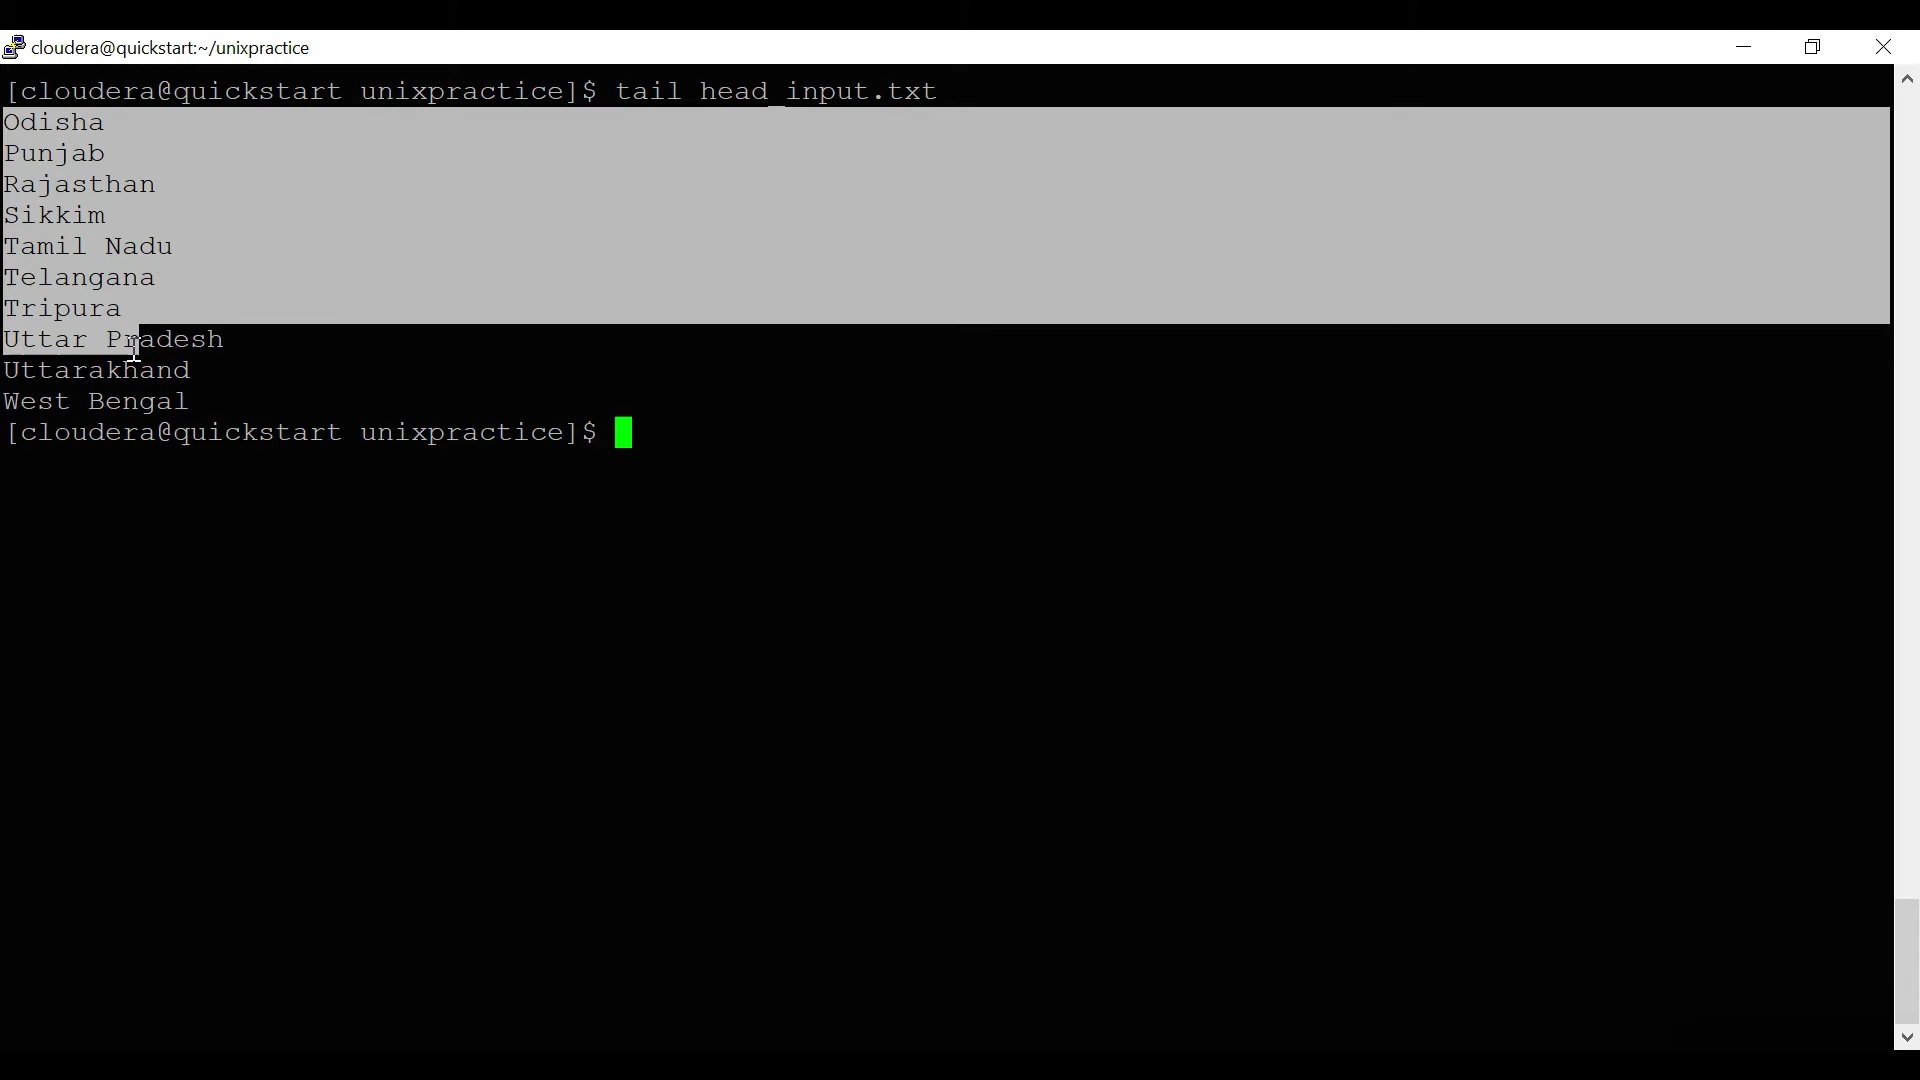 cloudera@quickstart:~/unixpractice
[cloudera@quickstart unixpractice]$ tail head_input.txt
Odisha
Punjab
Rajasthan
Sikkim
Tamil Nadu
Telangana
Tripura
Uttar Pradesh
Uttarakhand
West Bengal
[cloudera@quickstart unixpractice]$